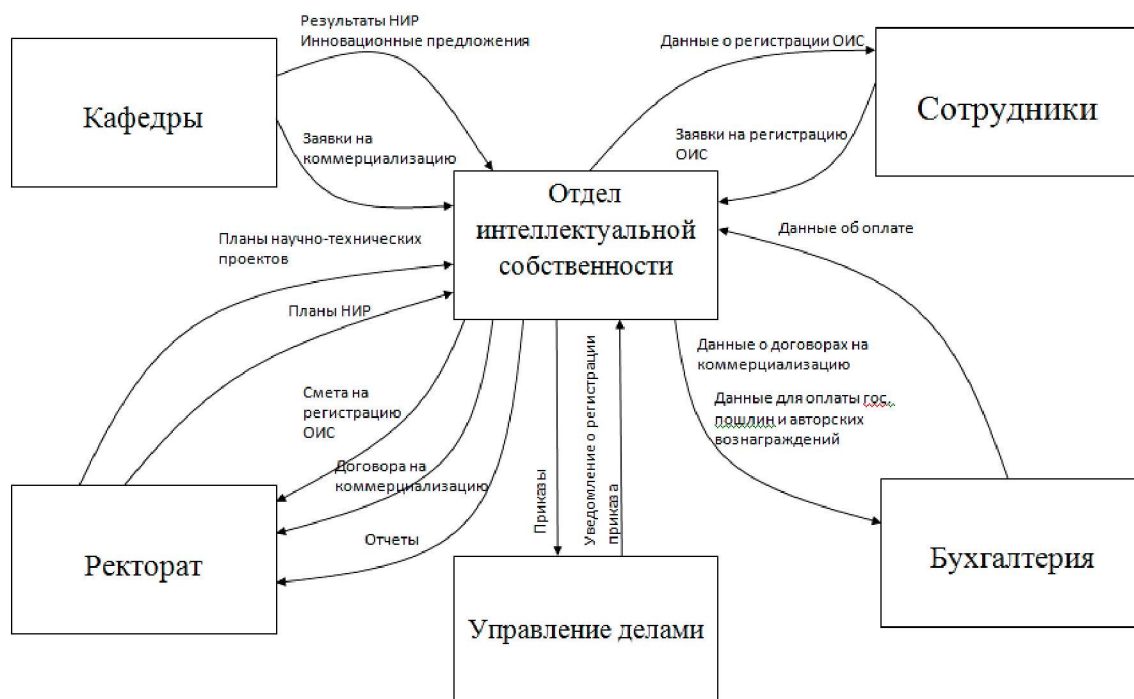 Результаты НИР
Инновационные предложения
Данные о регистрации ОИС
Кафедры
Сотрудники
Заявки на
коммерциализацию
Заявки на регистрацию
ОИС
Отдел
интеллектуальной
собственности
Планы научно-технических
проектов
Данные об оплате
Планы НИР
Данные о договорах на
коммерциализацию
Смета на
регистрацию
ОИС
Данные для оплаты гос.
пошлин и авторских
вознаграждений
Договора на
коммерциализацию
Приказы
Уведомление о регистрации
приказа
Отчеты
Ректорат
Бухгалтерия
Управление делами